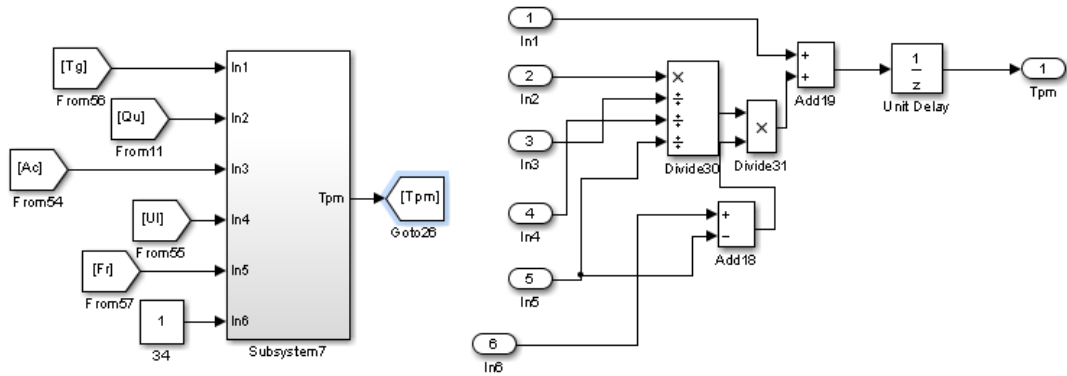 [Tg]
From56
In1
[Qu]
From11
In2
[Ac]
From54
In3
[Ul]
From55
In4
[Fr]
From57
In5
1
34
In6
Tpm
Subsystem7
[Tpm]
Goto26
1
In1
2
In2
3
In3
4
In4
5
In5
6
In6
×
÷
÷
÷
Divide30
×
Divide31
+
−
Add18
+
+
Add19
1
z
Unit Delay
1
Tpm